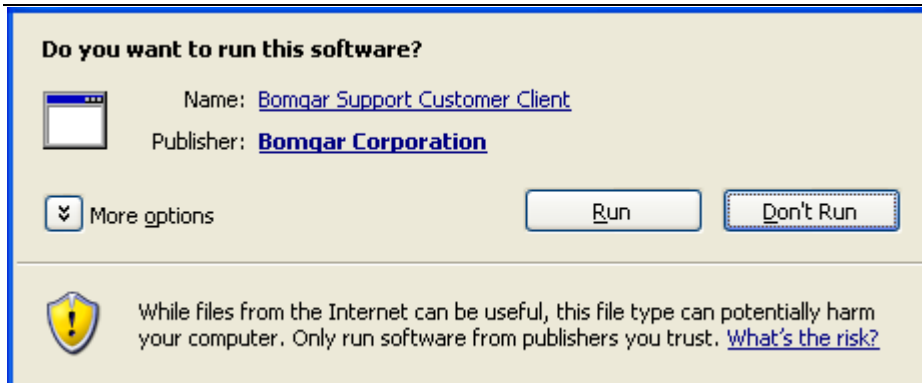 Do you want to run this software?
Name: Bomgar Support Customer Client
Publisher: Bomgar Corporation
More options
Run
Don't Run
While files from the Internet can be useful, this file type can potentially harm
your computer. Only run software from publishers you trust. What's the risk?